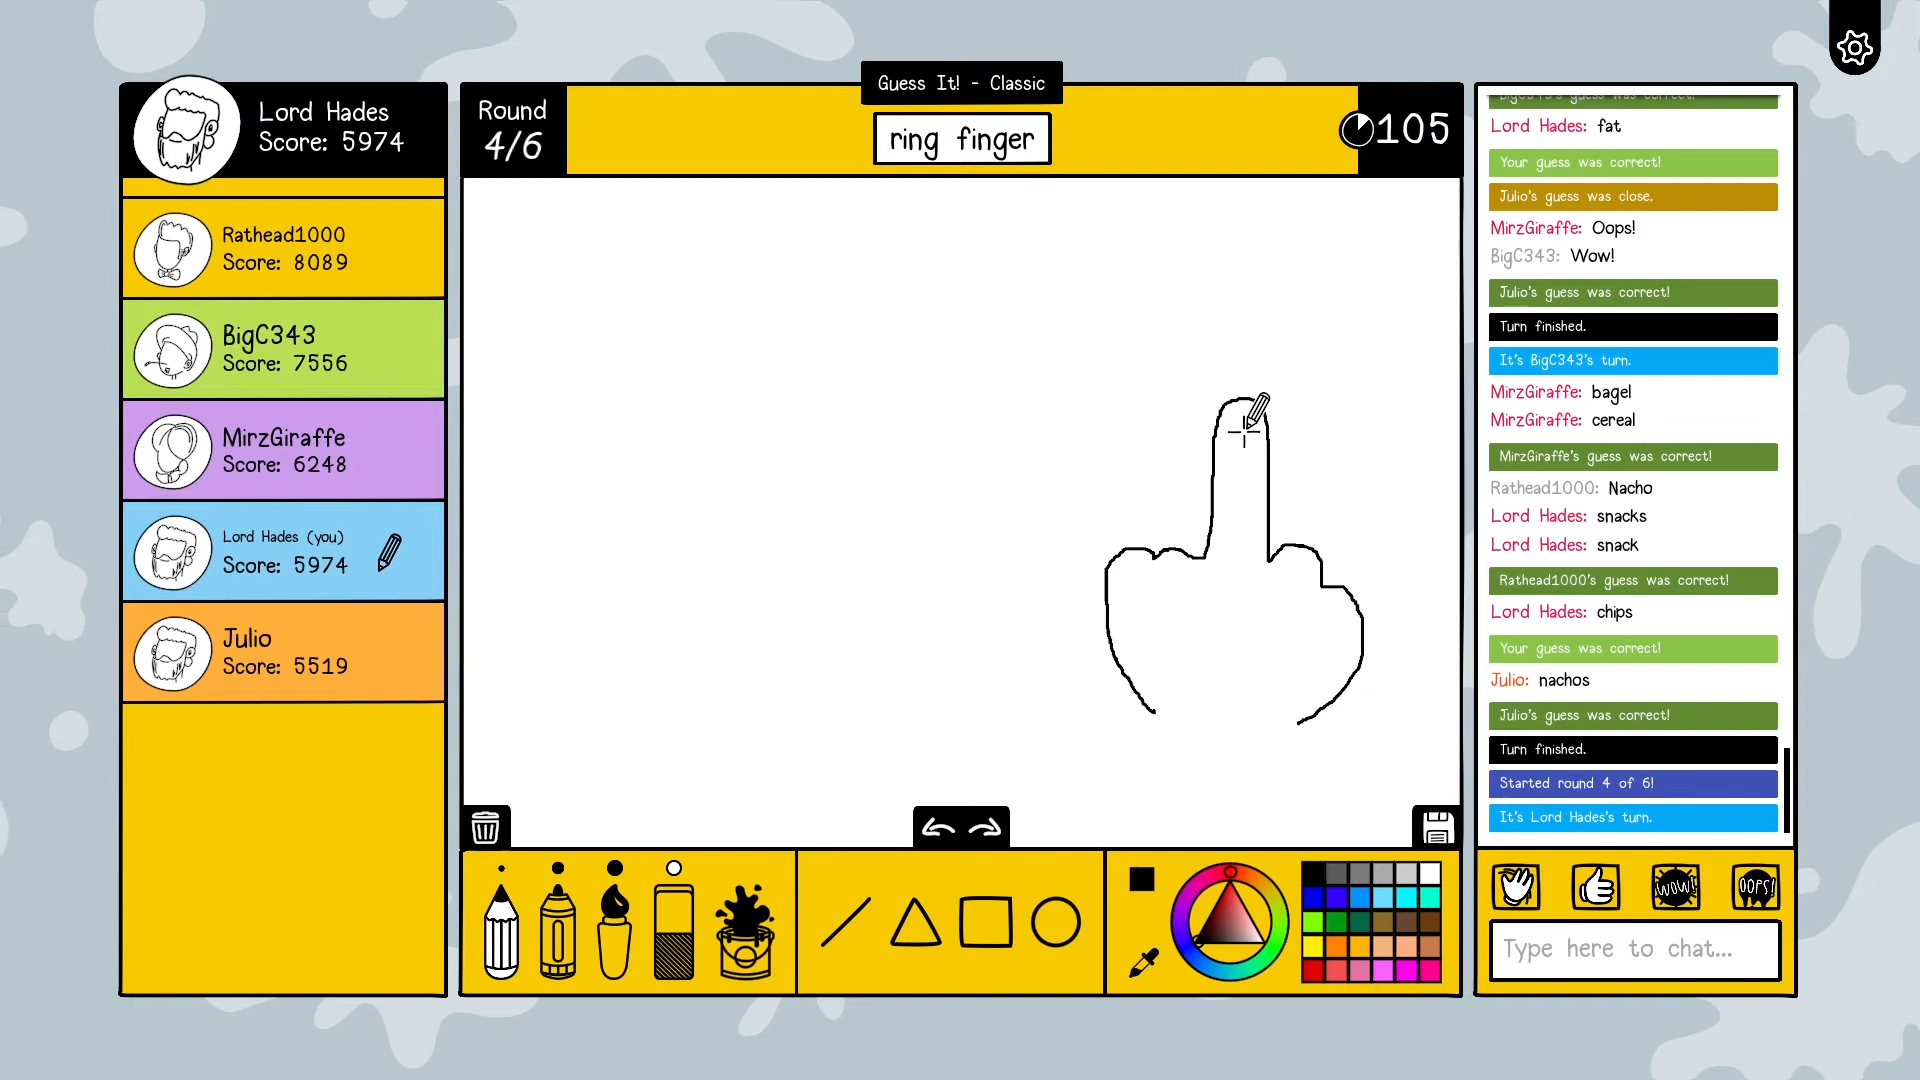 Guess It! - Classic
Lord Hades
Score: 5974
Round
4/6
ring finger
105
Rathead1000
Score: 8089
BigC343
Score: 7556
MirzGiraffe
Score: 6248
Lord Hades (you)
Score: 5974
Julio
Score: 5519
BigC343's guess was correct!
Lord Hades: fat
Your guess was correct!
Julio's guess was close.
MirzGiraffe: Oops!
BigC343: Wow!
Julio's guess was correct!
Turn finished.
It's BigC343's turn.
MirzGiraffe: bagel
MirzGiraffe: cereal
MirzGiraffe's guess was correct!
Rathead1000: Nacho
Lord Hades: snacks
Lord Hades: snack
Rathead1000's guess was correct!
Lord Hades: chips
Your guess was correct!
Julio: nachos
Julio's guess was correct!
Turn finished.
Started round 4 of 6!
It's Lord Hades's turn.
WOW!
OOPS!
Type here to chat...